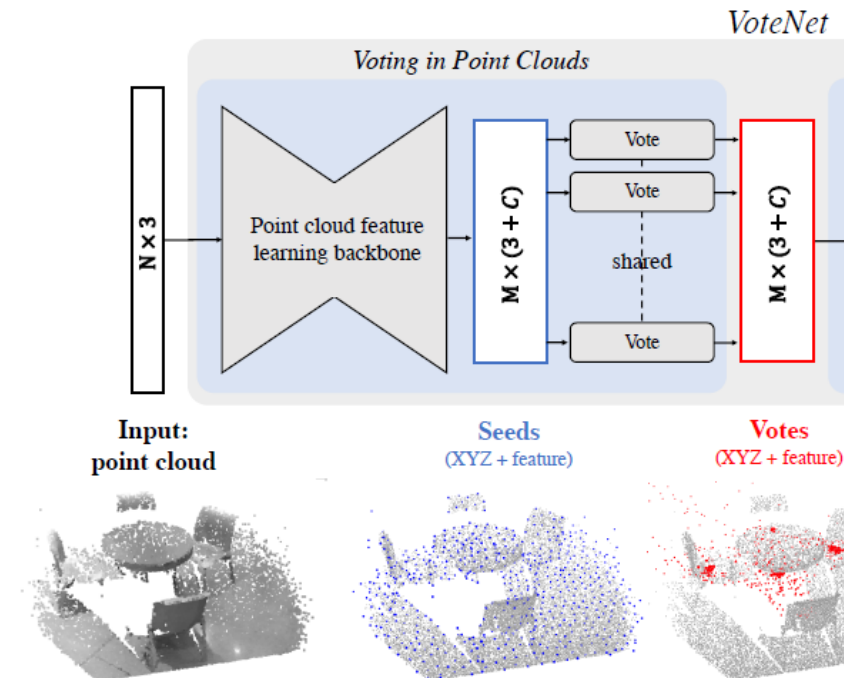 VoteNet
Voting in Point Clouds
N × 3
Point cloud feature
learning backbone
M × (3 + C)
Vote
Vote
shared
Vote
M × (3 + C)
Input:
point cloud
Seeds
(XYZ + feature)
Votes
(XYZ + feature)